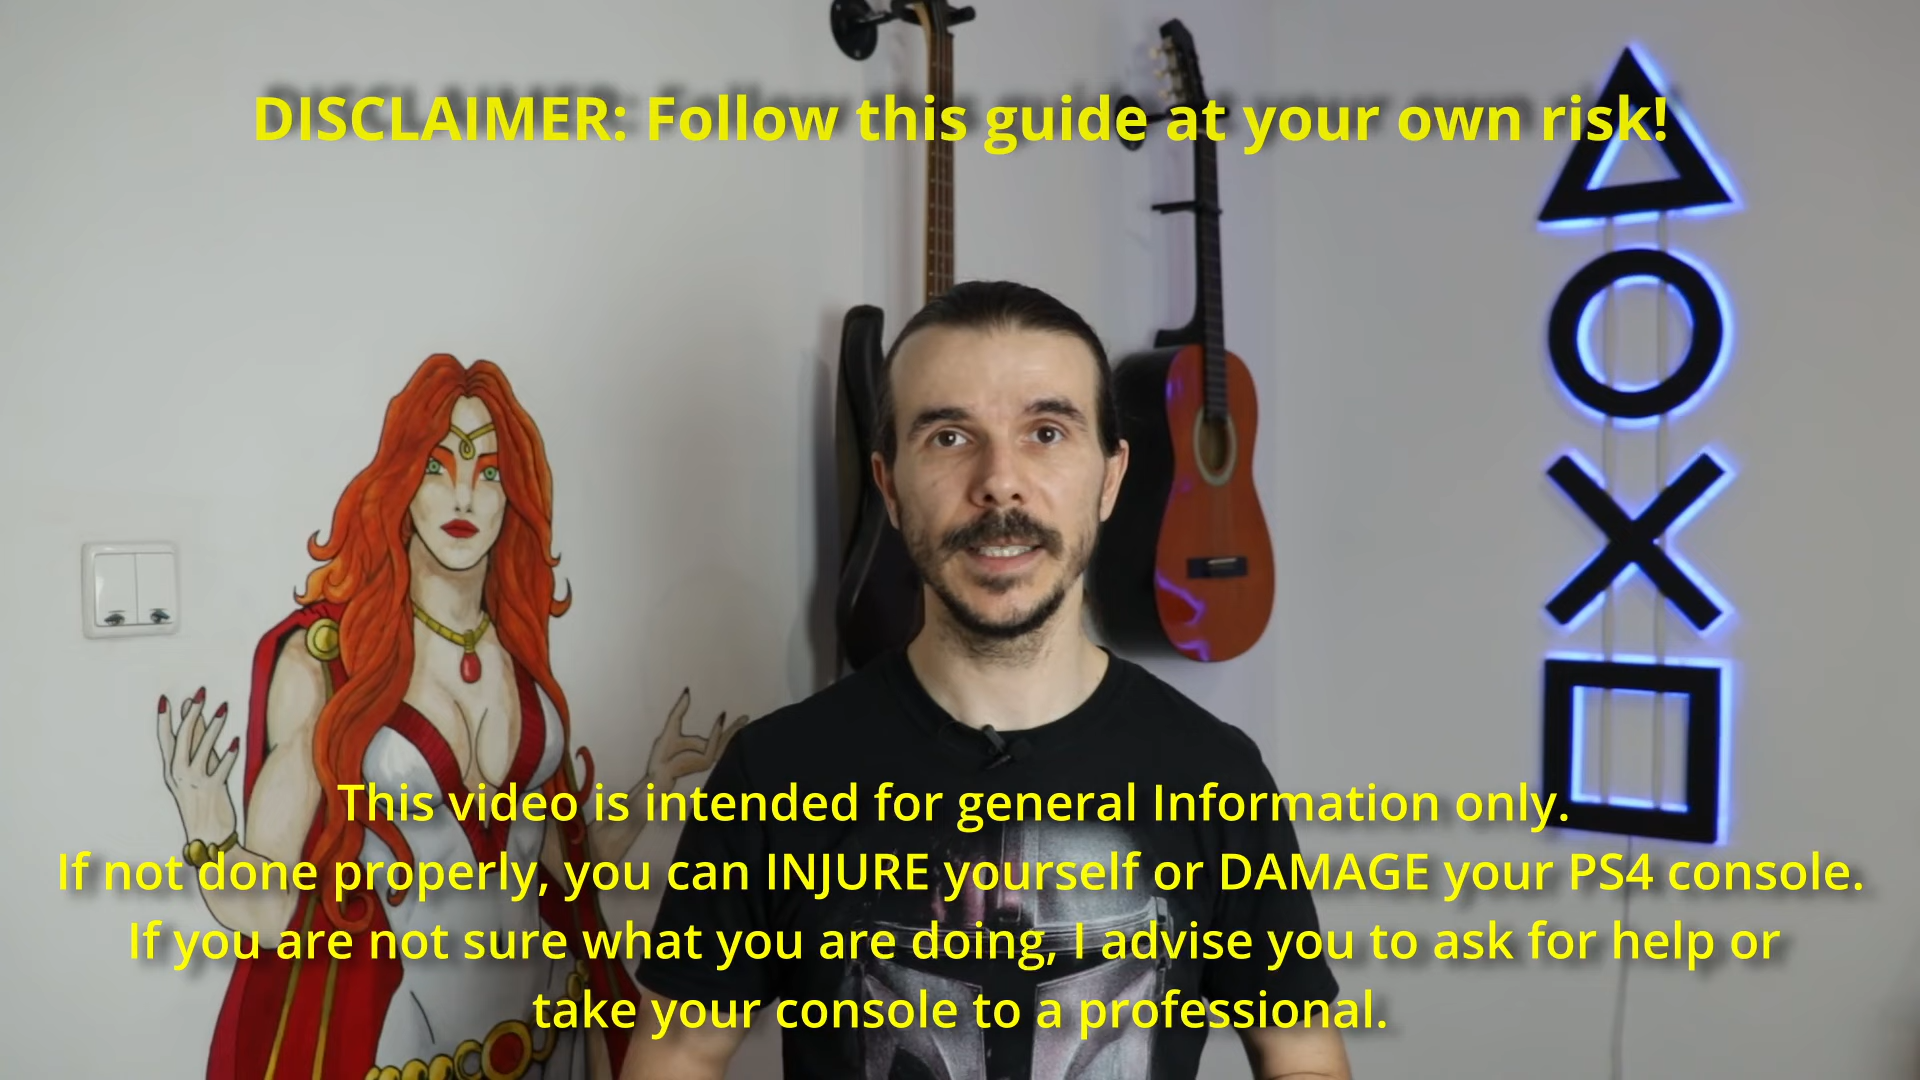 DISCLAIMER: Follow this guide at your own risk!
This video is intended for general Information only.
If not done properly, you can INJURE yourself or DAMAGE your PS4 console.
If you are not sure what you are doing, I advise you to ask for help or
take your console to a professional.